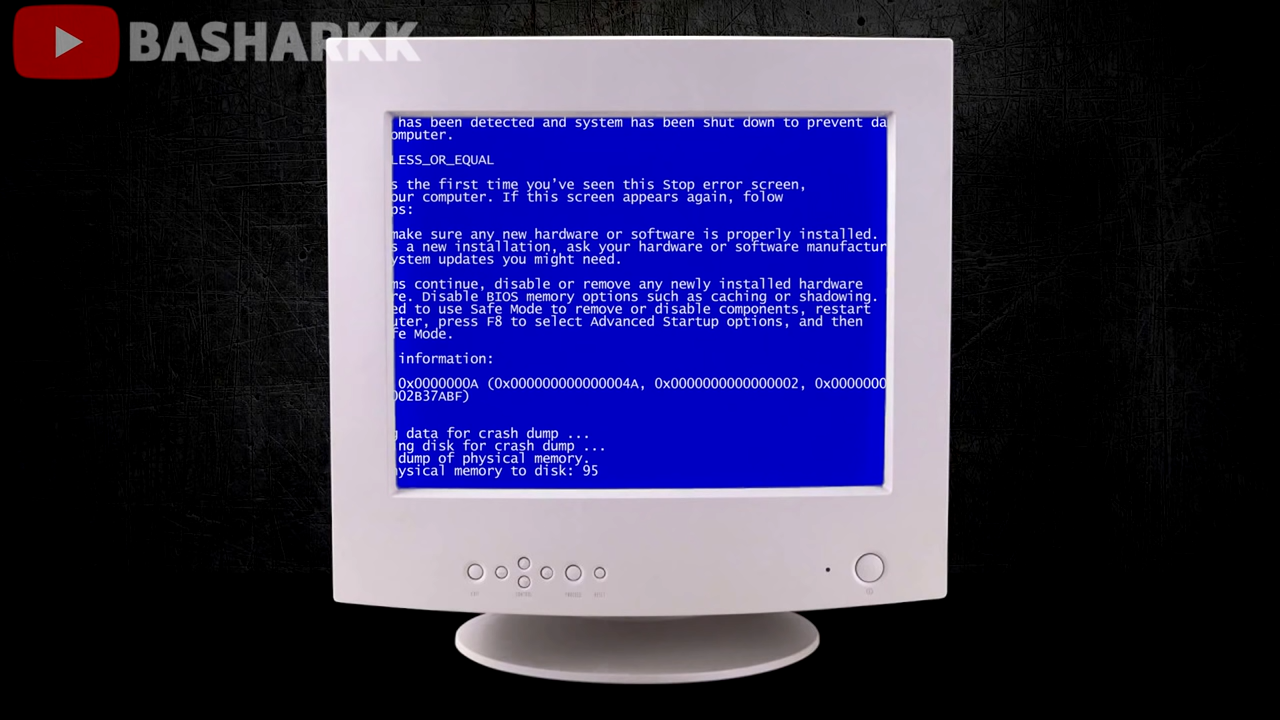 BASHARKK
has been detected and system has been shut down to prevent da
omputer.
LESS_OR_EQUAL
s the first time you've seen this Stop error screen,
our computer. If this screen appears again, folow
ps:
make sure any new hardware or software is properly installed.
s a new installation, ask your hardware or software manufactur
ystem updates you might need.
ms continue, disable or remove any newly installed hardware
re. Disable BIOS memory options such as caching or shadowing.
ed to use Safe Mode to remove or disable components, restart
uter, press F8 to select Advanced Startup options, and then
fe Mode.
information:
0x0000000A (0x000000000000004A, 0x0000000000000002, 0x0000000
002B37ABF)
g data for crash dump ...
ng disk for crash dump ...
dump of physical memory.
ysical memory to disk: 95